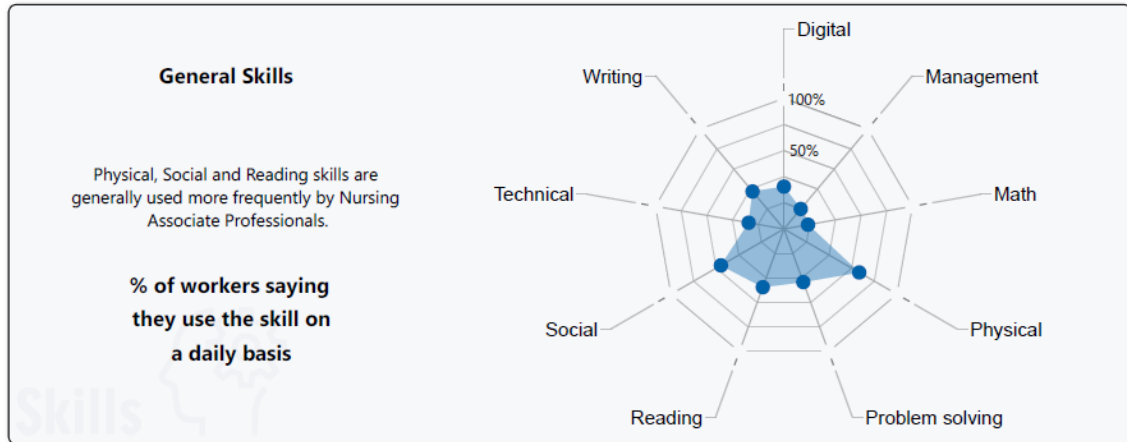 General Skills
Physical, Social and Reading skills are
generally used more frequently by Nursing
Associate Professionals.
% of workers saying
they use the skill on
a daily basis
Skills
Digital
Management
Math
Physical
Problem solving
Reading
Social
Technical
Writing
100%
50%